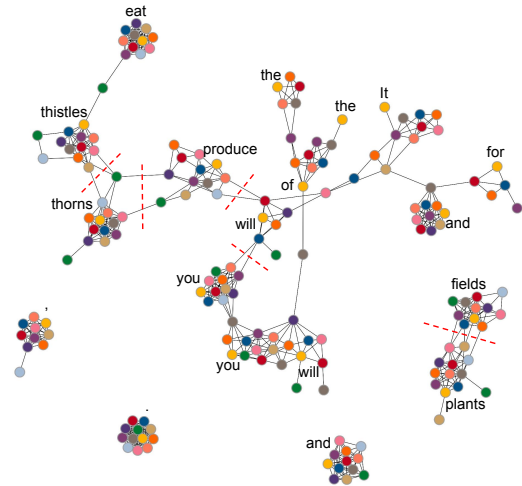 eat
the
thistles
the
It
produce
for
of
thorns
will
and
you
fields
,
you
will
plants
.
and